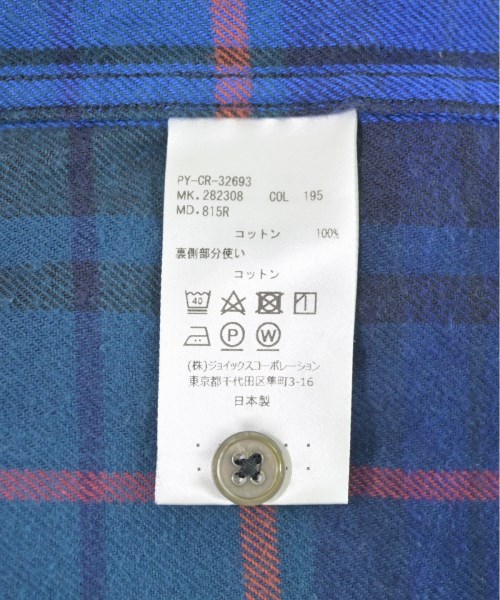 PY-CR-32693
MK.282308 COL 195
MD.815R
コットン 100%
裏側部分使い
コットン
40
P W
(株)ジョイックスコーポレーション
東京都千代田区隼町3-16
日本製